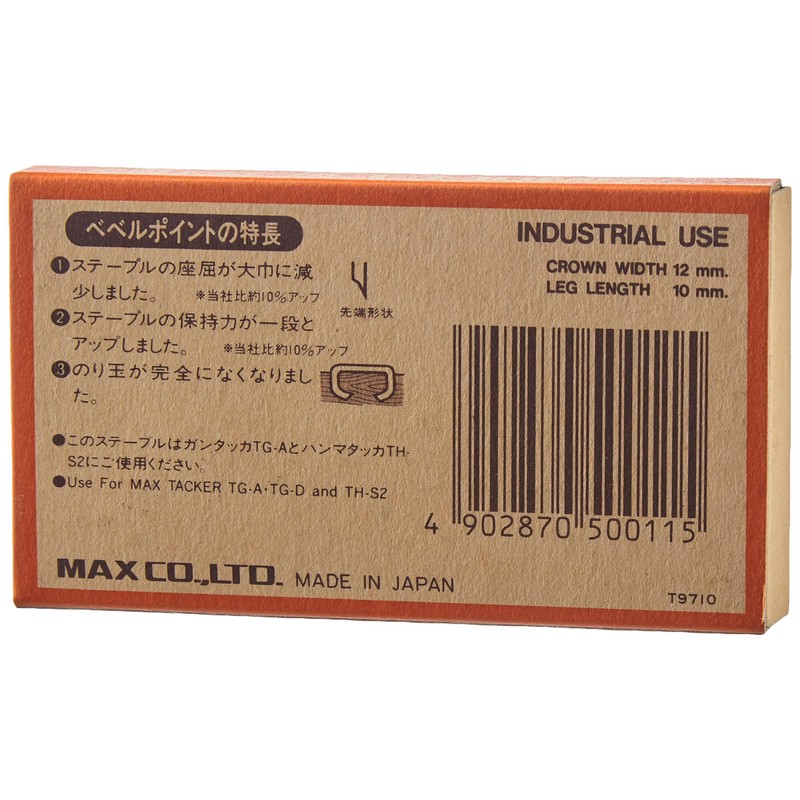 ベベルポイントの特長
❶ステープルの座屈が大巾に減
少しました。 ※当社比約10%アップ
先端形状
❷ステープルの保持力が一段と
アップしました。 ※当社比約10%アップ
❸のり玉が完全になくなりまし
た。
●このステープルはガンタッカTG-AとハンマタッカTH-
S2にご使用ください。
●Use For MAX TACKER TG-A・TG-D and TH-S2
MAX CO.,LTD. MADE IN JAPAN
INDUSTRIAL USE
CROWN WIDTH 12 mm.
LEG LENGTH 10 mm.
4 902870 500115
T9710